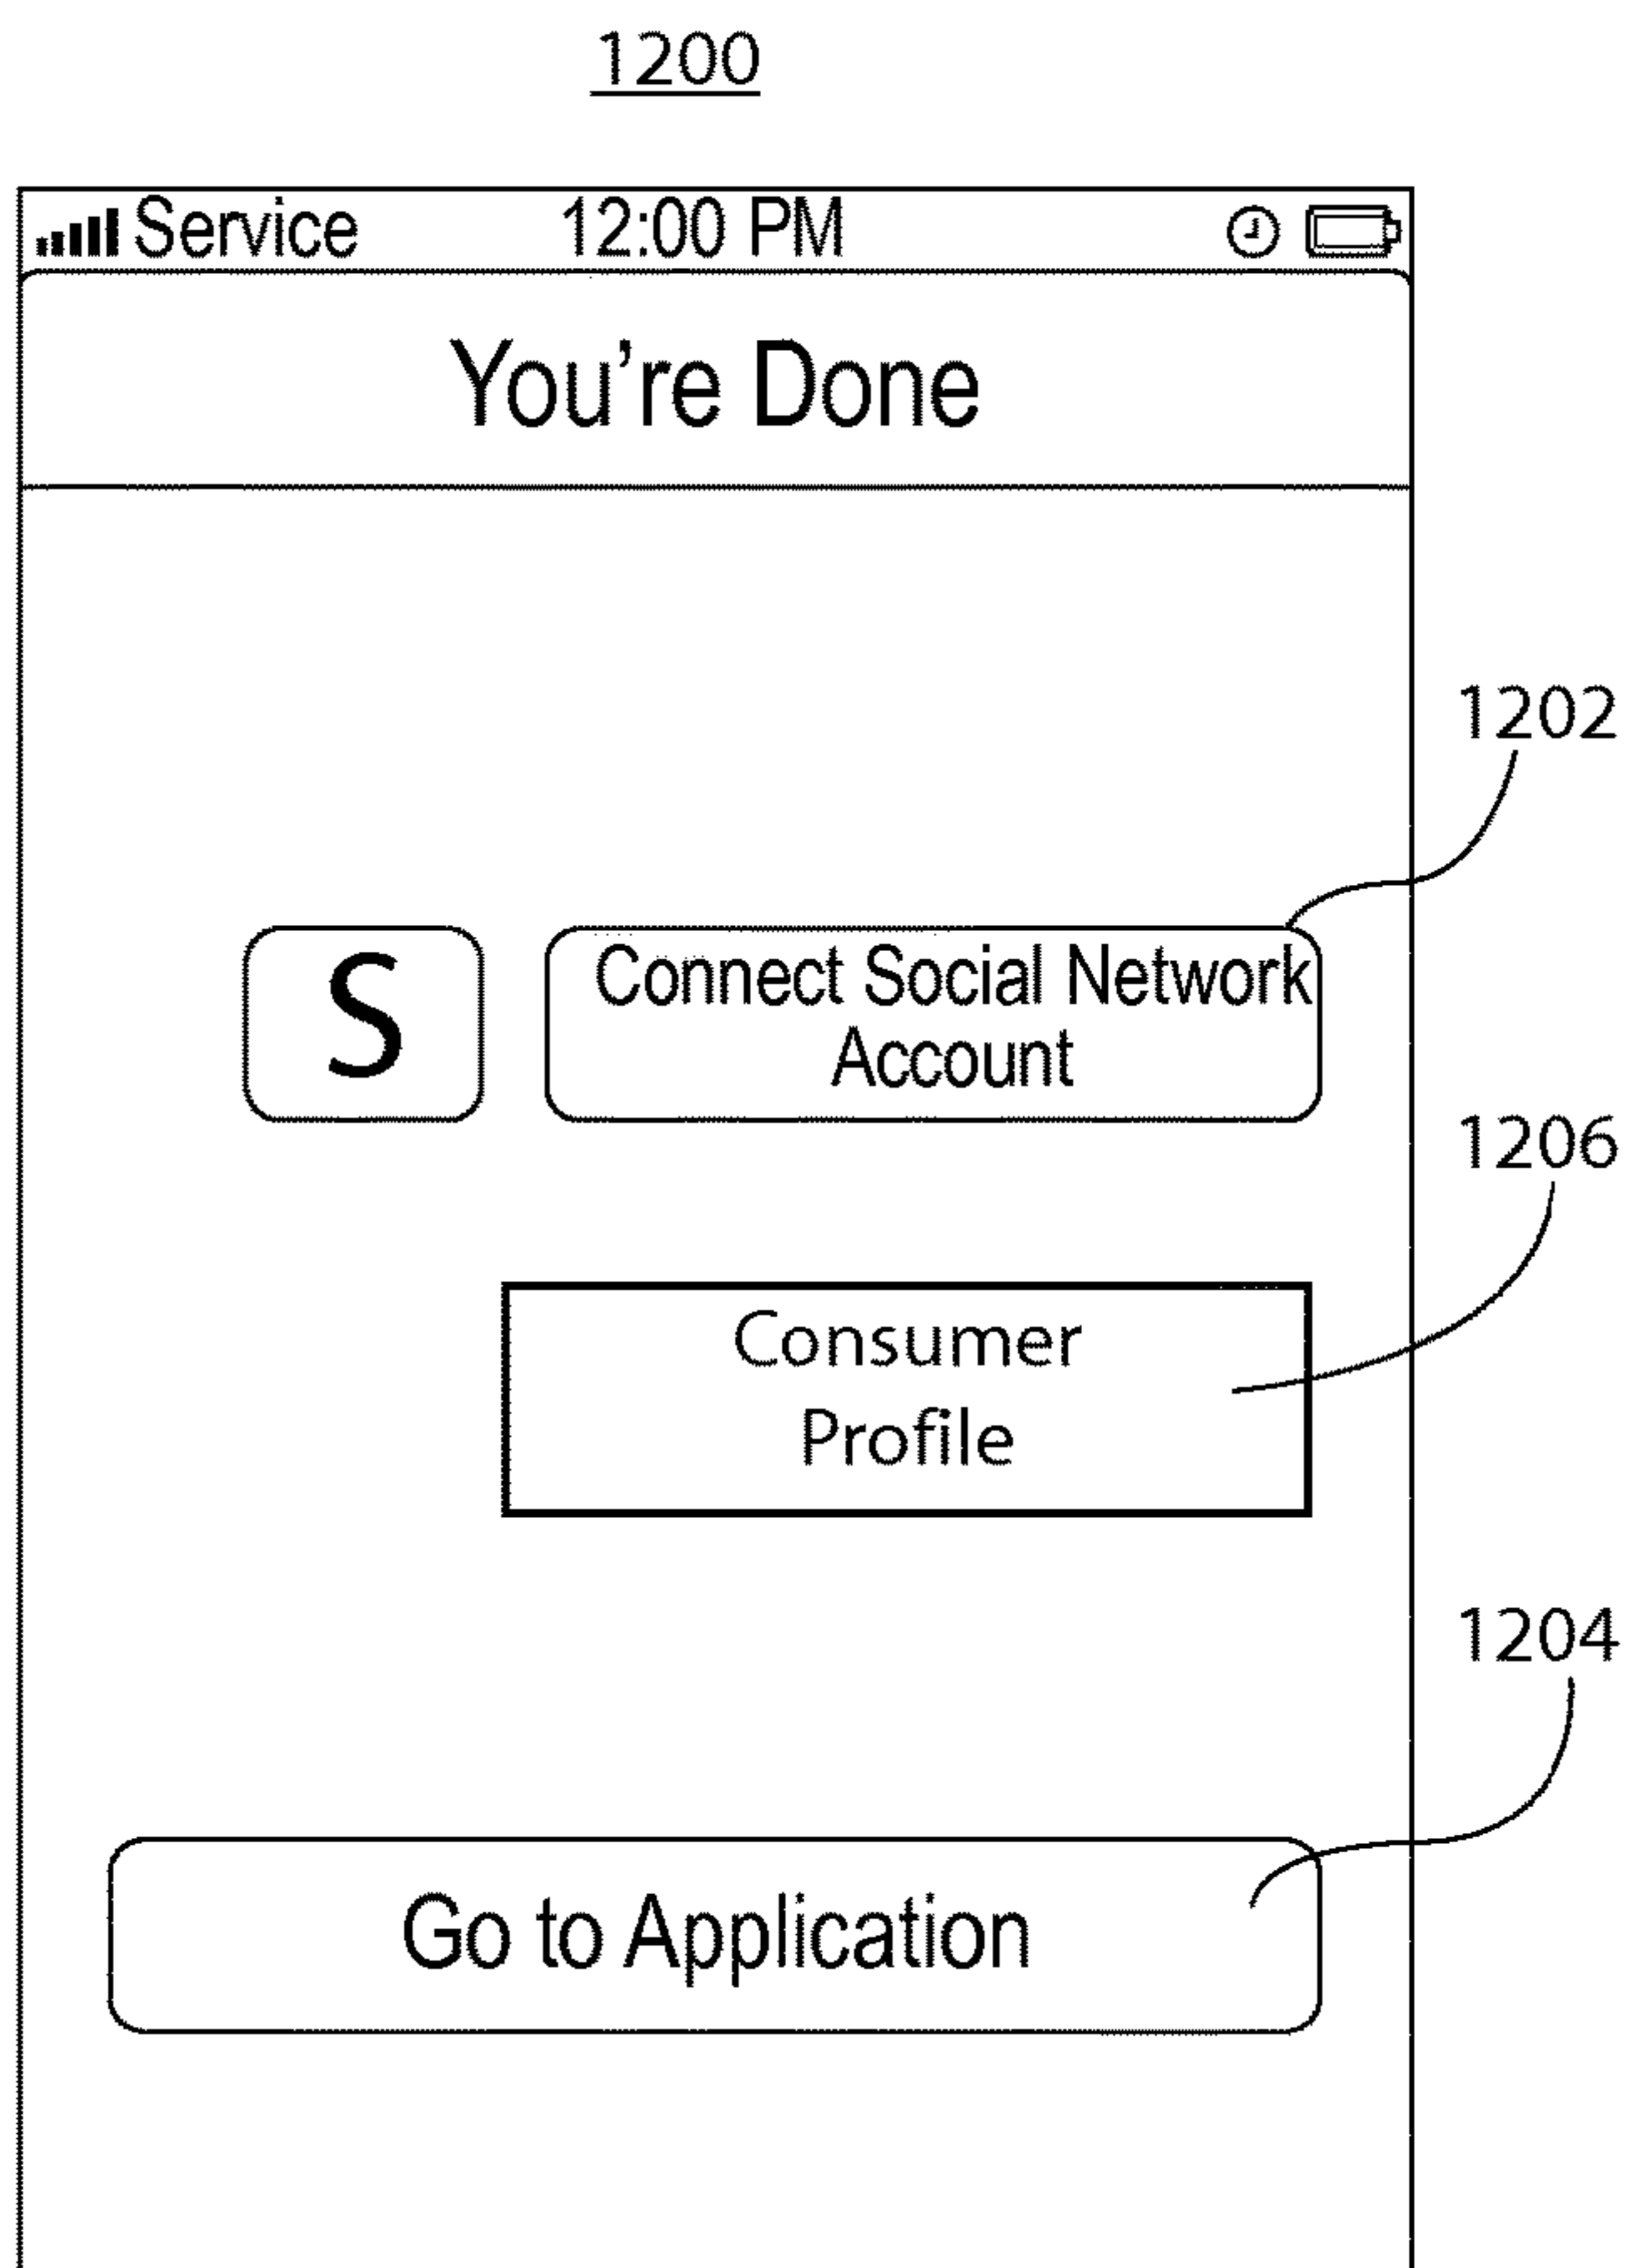 1200
Service 12:00 PM
You're Done
1202
S
Connect Social Network
Account
1206
Consumer
Profile
1204
Go to Application